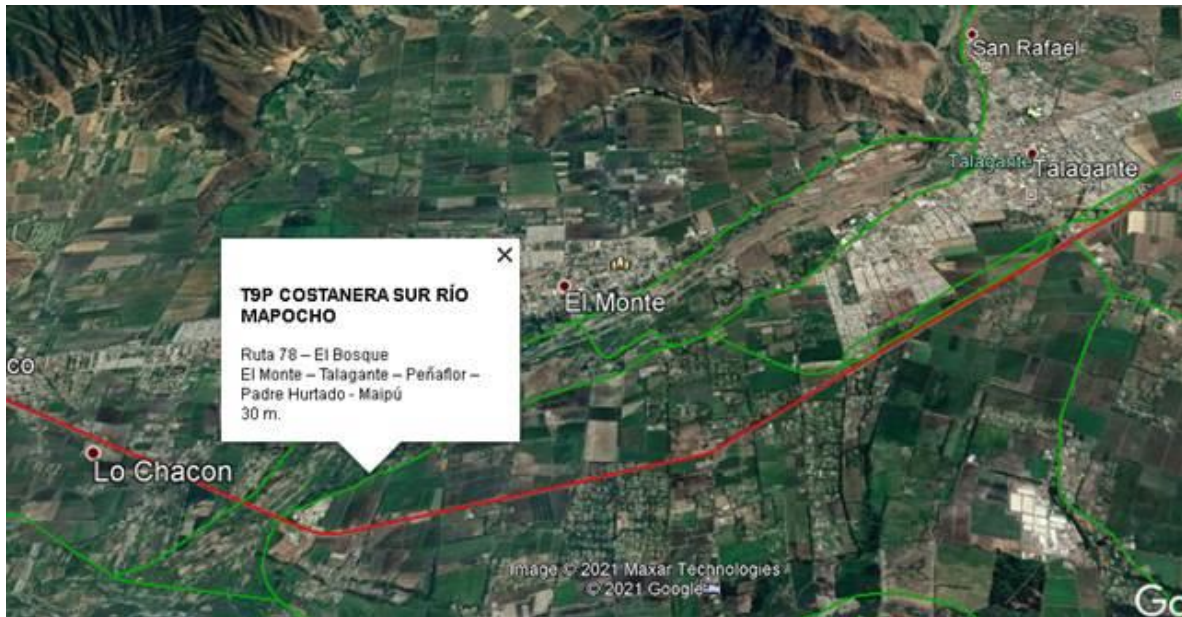 San Rafael
Talagante
Talagante
T9P COSTANERA SUR RÍO
MAPOCHO
Ruta 78 – El Bosque
El Monte – Talagante – Peñaflor –
Padre Hurtado - Maipú
30 m.
El Monte
co
Lo Chacon
Image © 2021 Maxar Technologies
© 2021 Google
Go